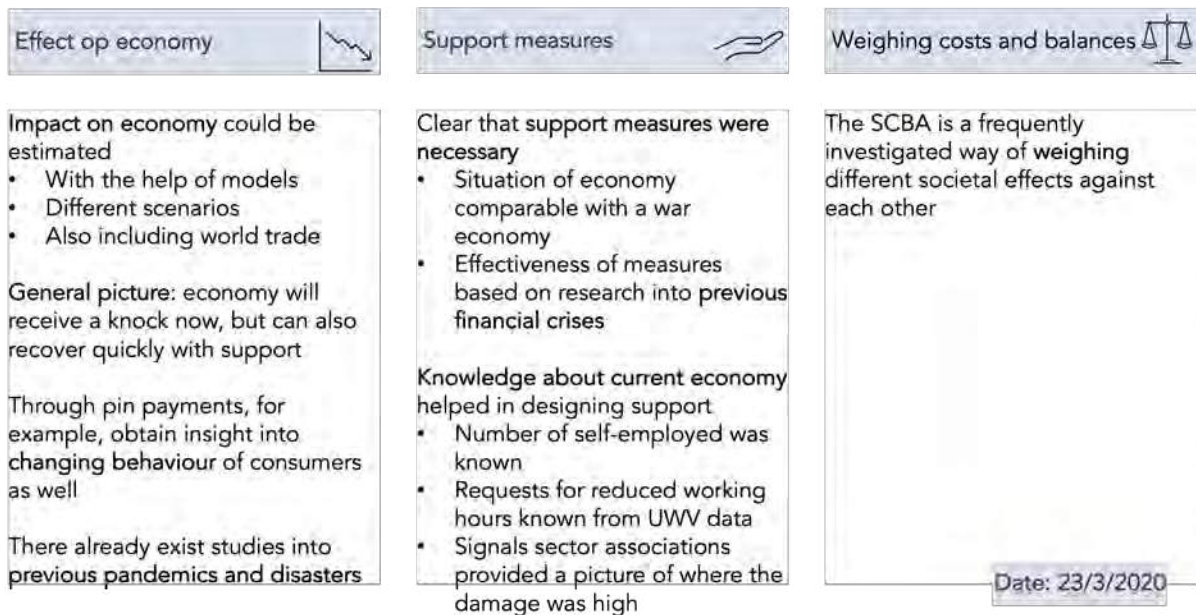 Effect op economy
Impact on economy could be
estimated
• With the help of models
• Different scenarios
• Also including world trade
General picture: economy will
receive a knock now, but can also
recover quickly with support
Through pin payments, for
example, obtain insight into
changing behaviour of consumers
as well
There already exist studies into
previous pandemics and disasters
Support measures
Clear that support measures were
necessary
• Situation of economy
comparable with a war
economy
• Effectiveness of measures
based on research into previous
financial crises
Knowledge about current economy
helped in designing support
• Number of self-employed was
known
• Requests for reduced working
hours known from UWV data
• Signals sector associations
provided a picture of where the
damage was high
Weighing costs and balances
The SCBA is a frequently
investigated way of weighing
different societal effects against
each other
Date: 23/3/2020